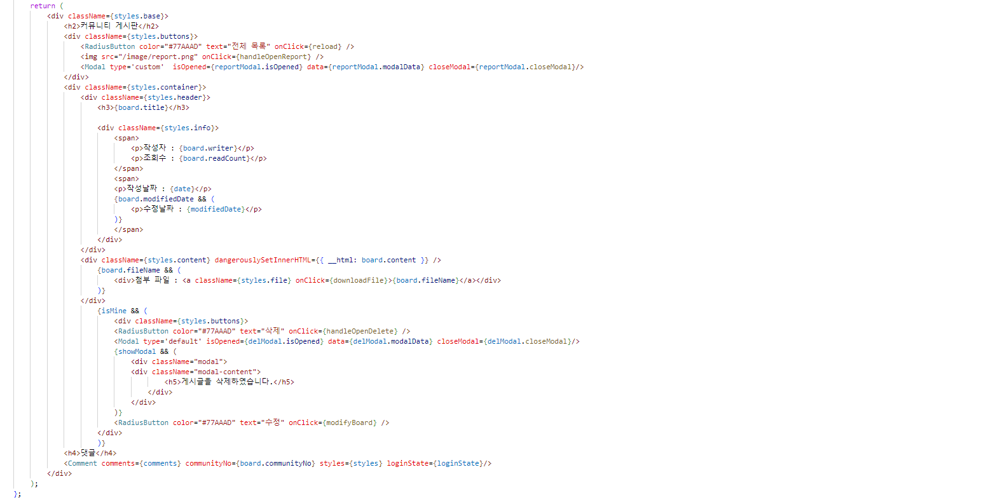 return (
<div className={styles.base}>
<h2>커뮤니티 게시판</h2>
<div className={styles.buttons}>
<RadiusButton color="#77AAAD" text="전체 목록" onClick={reload} />
<img src="/image/report.png" onClick={handleOpenReport} />
<Modal type='custom'  isOpened={reportModal.isOpened} data={reportModal.modalData} closeModal={reportModal.closeModal}/>
</div>
<div className={styles.container}>
<div className={styles.header}>
<h3>{board.title}</h3>
<div className={styles.info}>
<span>
<p>작성자 : {board.writer}</p>
<p>조회수 : {board.readCount}</p>
</span>
<span>
<p>작성날짜 : {date}</p>
{board.modifiedDate && (
<p>수정날짜 : {modifiedDate}</p>
)}
</span>
</div>
</div>
<div className={styles.content} dangerouslySetInnerHTML={{ __html: board.content }} />
{board.fileName && (
<div>첨부 파일 : <a className={styles.file} onClick={downloadFile}>{board.fileName}</a></div>
)}
</div>
{isMine && (
<div className={styles.buttons}>
<RadiusButton color="#77AAAD" text="삭제" onClick={handleOpenDelete} />
<Modal type='default' isOpened={delModal.isOpened} data={delModal.modalData} closeModal={delModal.closeModal}/>
{showModal && (
<div className="modal">
<div className="modal-content">
<h5>게시글을 삭제하였습니다.</h5>
</div>
</div>
)}
<RadiusButton color="#77AAAD" text="수정" onClick={modifyBoard} />
</div>
)}
<h4>댓글</h4>
<Comment comments={comments} communityNo={board.communityNo} styles={styles} loginState={loginState}/>
</div>
);
};